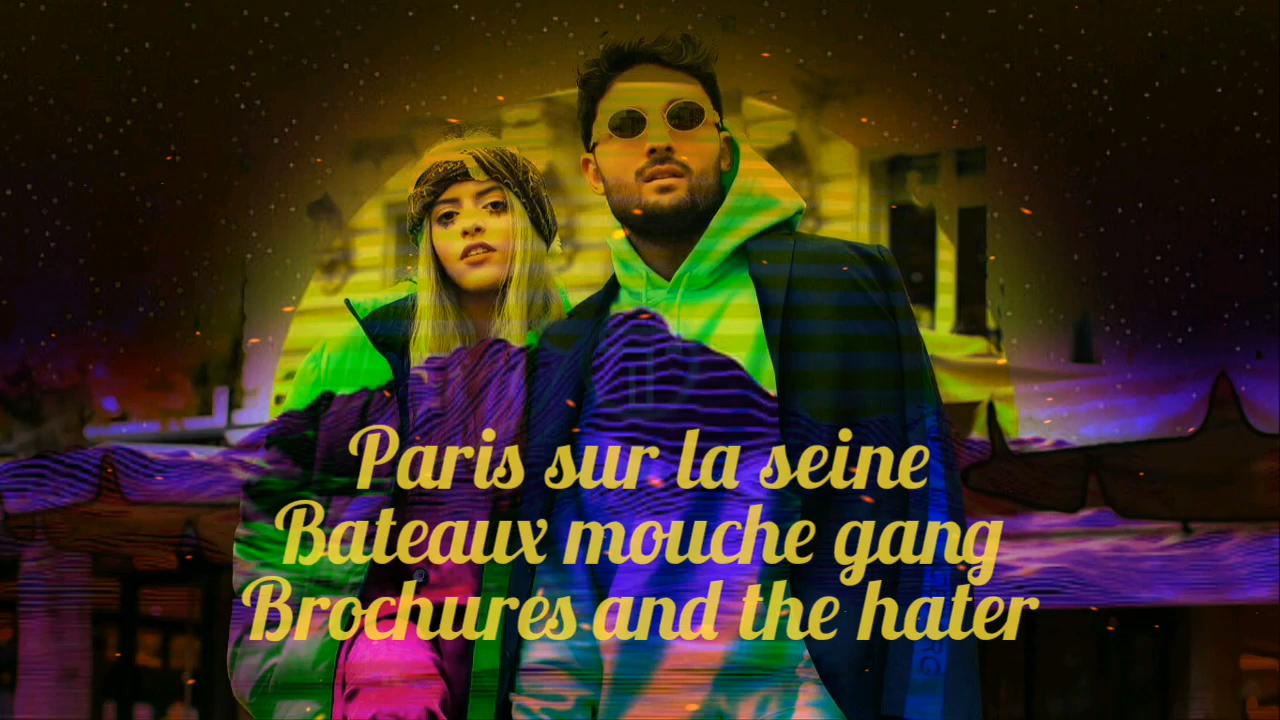 Paris sur la seine
Bateaux mouche gang
Brochures and the hater